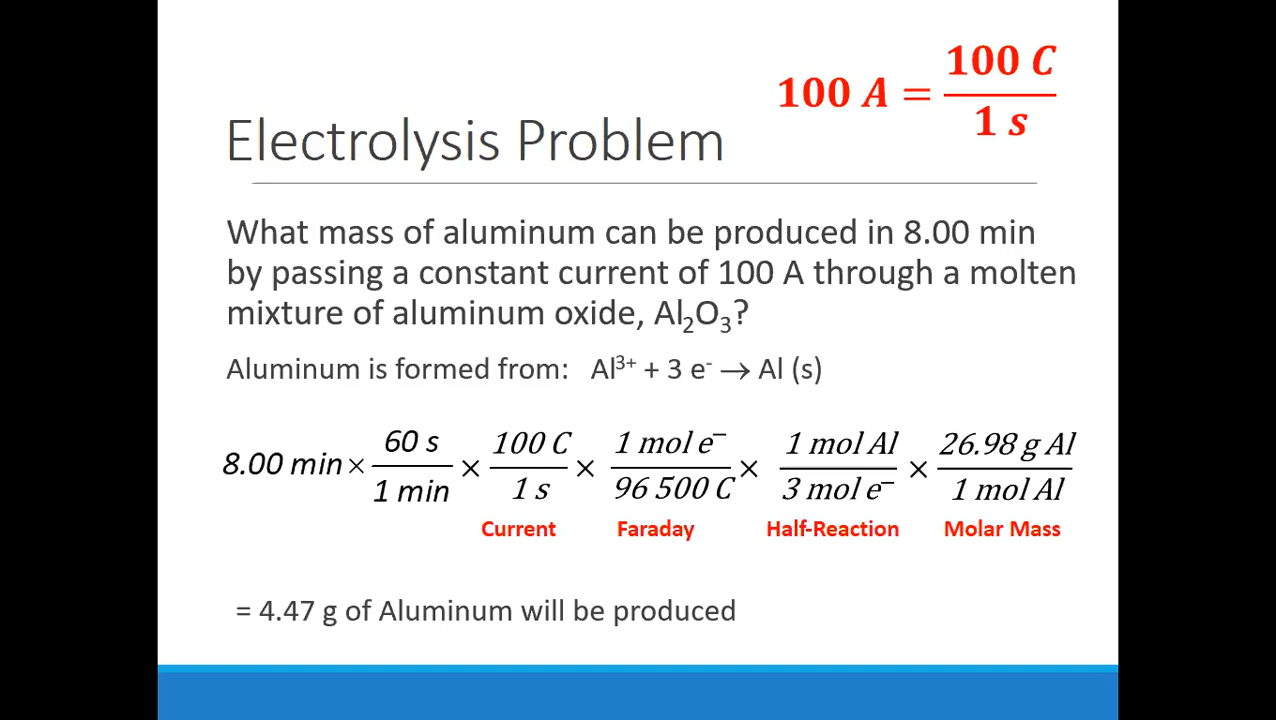 100 A = 100 C / 1 s
Electrolysis Problem
What mass of aluminum can be produced in 8.00 min
by passing a constant current of 100 A through a molten
mixture of aluminum oxide, Al₂O₃?
Aluminum is formed from: Al³⁺ + 3 e⁻ → Al (s)
8.00 min × 60 s / 1 min × 100 C / 1 s × 1 mol e⁻ / 96 500 C × 1 mol Al / 3 mol e⁻ × 26.98 g Al / 1 mol Al
Current Faraday Half-Reaction Molar Mass
= 4.47 g of Aluminum will be produced